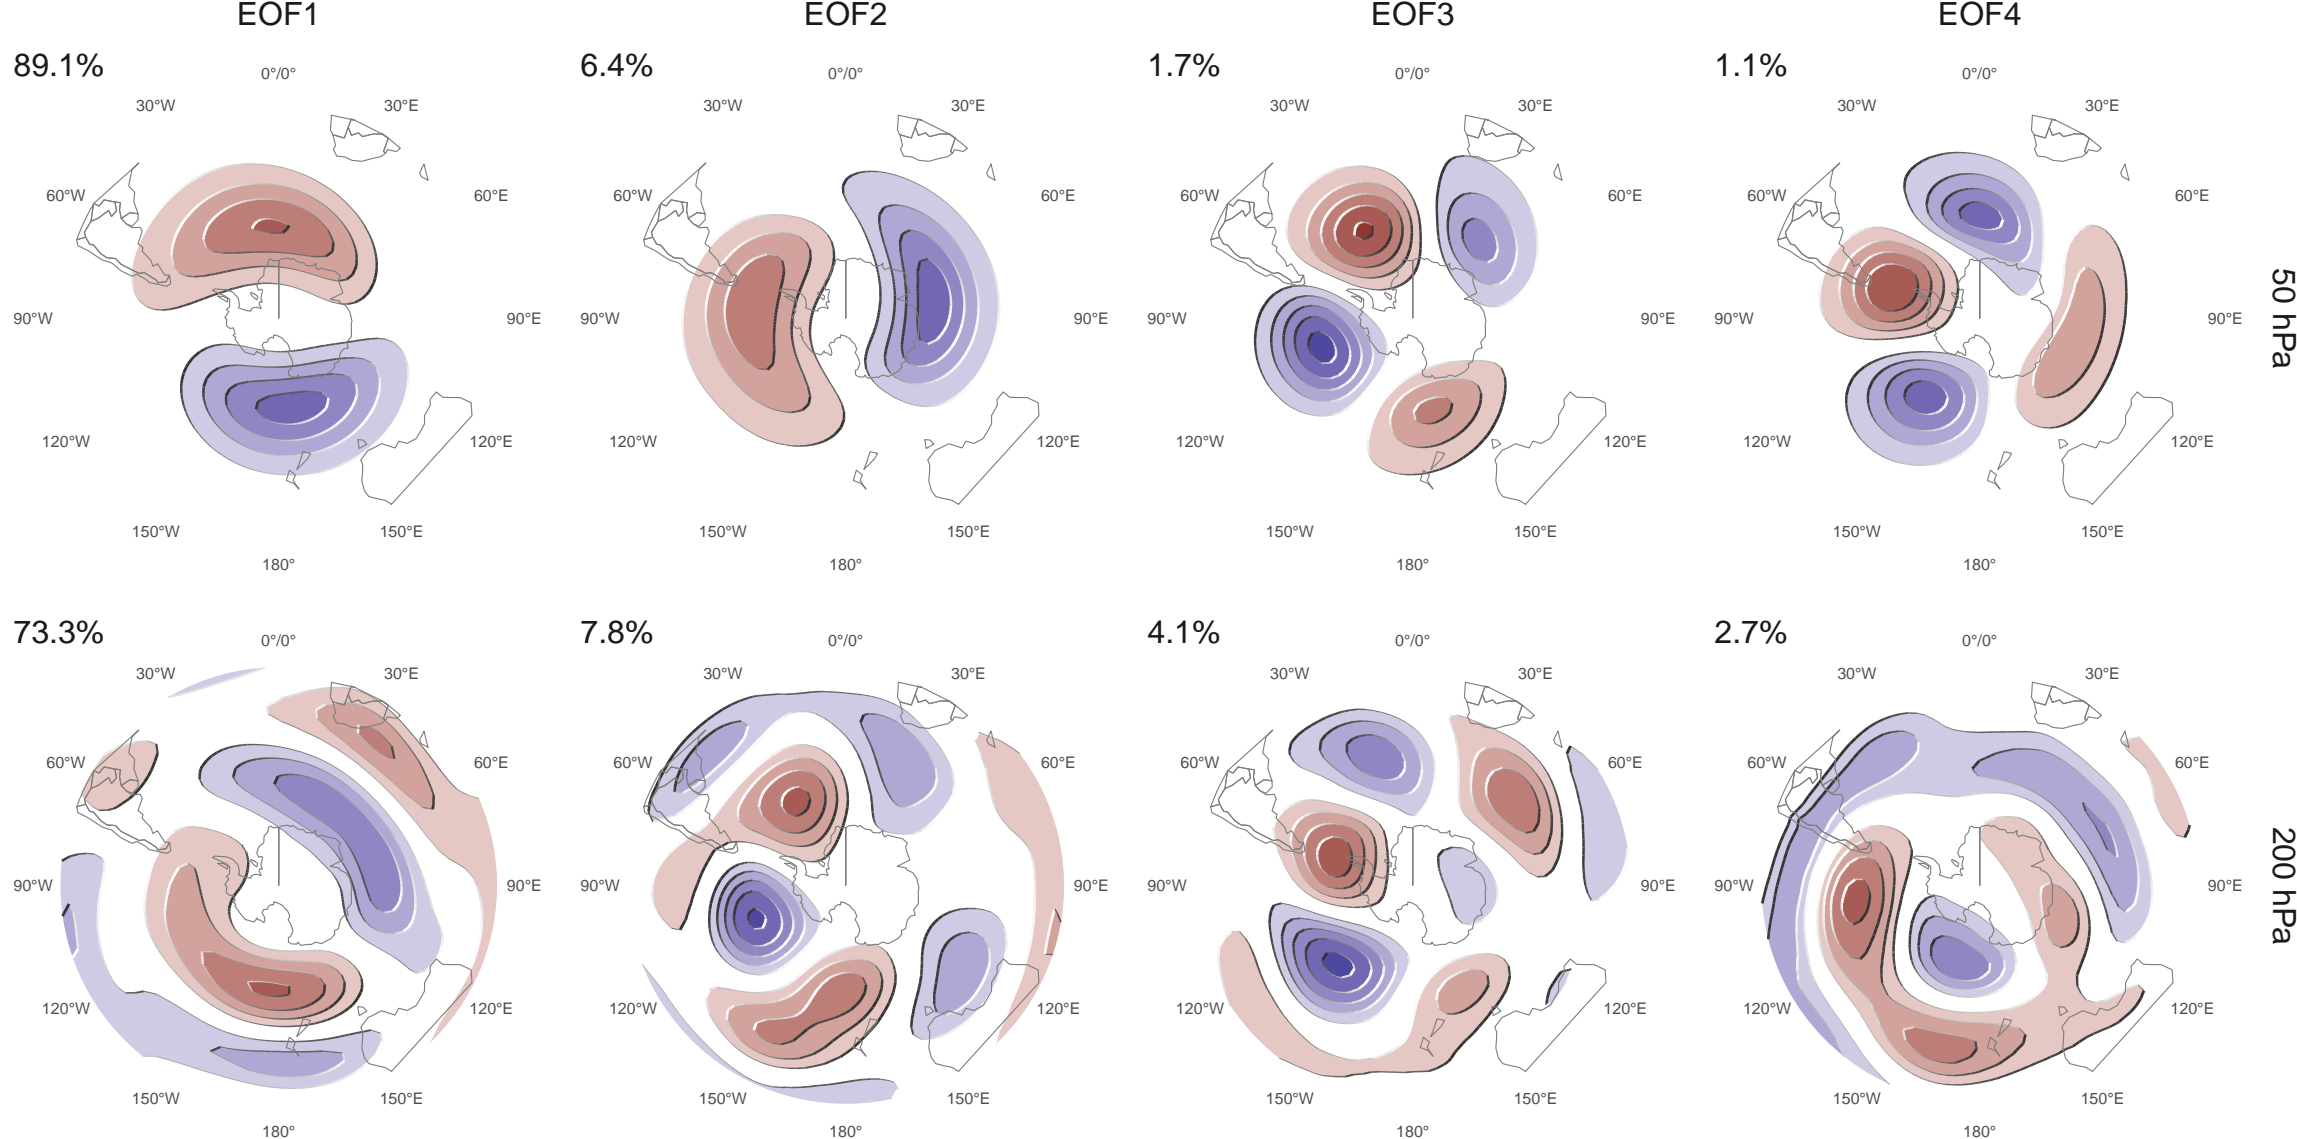 EOF1 EOF2 EOF3 EOF4
89.1% 6.4% 1.7% 1.1%
0°/0° 0°/0° 0°/0° 0°/0°
30°W 30°E 30°W 30°E 30°W 30°E 30°W 30°E
60°W 60°E 60°W 60°E 60°W 60°E 60°W 60°E
90°W 90°E 90°W 90°E 90°W 90°E 90°W 90°E
50 hPa
120°W 120°E 120°W 120°E 120°W 120°E 120°W 120°E
150°W 150°E 150°W 150°E 150°W 150°E 150°W 150°E
180° 180° 180° 180°
73.3% 7.8% 4.1% 2.7%
0°/0° 0°/0° 0°/0° 0°/0°
30°W 30°E 30°W 30°E 30°W 30°E 30°W 30°E
60°W 60°E 60°W 60°E 60°W 60°E 60°W 60°E
90°W 90°E 90°W 90°E 90°W 90°E 90°W 90°E
200 hPa
120°W 120°E 120°W 120°E 120°W 120°E 120°W 120°E
150°W 150°E 150°W 150°E 150°W 150°E 150°W 150°E
180° 180° 180° 180°